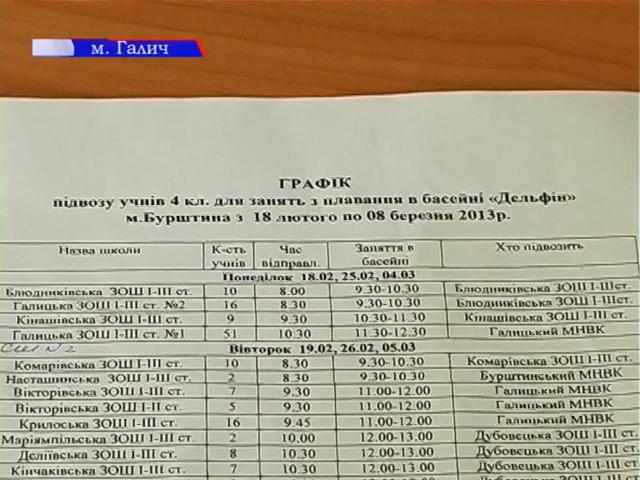 м. Галич
ГРАФІК
підвозу учнів 4 кл. для занять з плавання в басейні «Дельфін»
м.Бурштина з 18 лютого по 08 березня 2013р.
Назва школи К-сть учнів Час відправл. Заняття в басейні Хто підвозить
Понеділок 18.02, 25.02, 04.03
Блюдниківська ЗОШ І-ІІІ ст. 10 8.00 9.30-10.30 Блюдниківська ЗОШ І-ІІІст.
Галицька ЗОШ І-ІІІ ст. №2 16 8.30 9.30-10.30 Блюдниківська ЗОШ І-ІІІст.
Кінашівська ЗОШ І-ІІІ ст. 9 9.30 10.30-11.30 Кінашівська ЗОШ І-ІІІ ст.
Галицька ЗОШ І-ІІІ ст. №1 51 10.30 11.30-12.30 Галицький МНВК
Вівторок 19.02, 26.02, 05.03
Комарівська ЗОШ І-ІІІ ст. 10 8.30 9.30-10.30 Комарівська ЗОШ І-ІІІ ст.
Насташинська ЗОШ І-ІІІ ст. 2 8.30 9.30-10.30 Бурштинський МНВК
Вікторівська ЗОШ І-ІІІ ст. 7 9.30 11.00-12.00 Галицький МНВК
Вікторівська ЗОШ І-ІІ ст. 5 9.30 11.00-12.00 Галицький МНВК
Крилоська ЗОШ І-ІІІ ст. 16 9.45 11.00-12.00 Галицький МНВК
Маріямпільська ЗОШ І-ІІІ ст. 2 10.00 12.00-13.00 Дубовецька ЗОШ І-ІІІ ст.
Деліївська ЗОШ І-ІІІ ст. 8 10.30 12.00-13.00 Дубовецька ЗОШ І-ІІІ ст.
Кінчаківська ЗОШ І-ІІІ ст. 7 10.30 12.00-13.00 Дубовецька ЗОШ І-ІІІ ст.